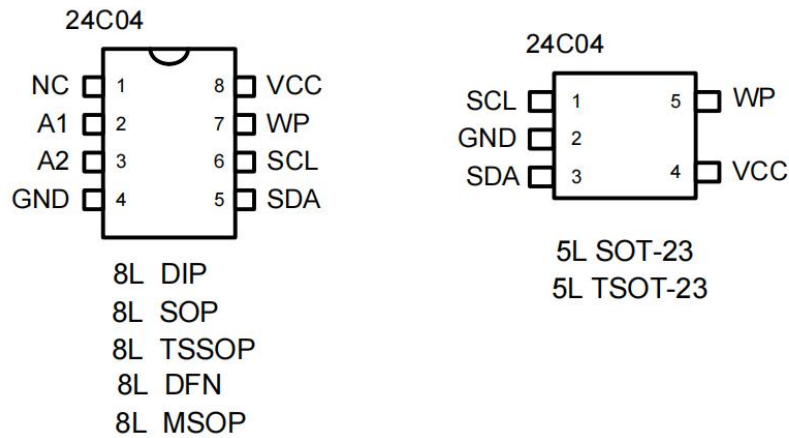 24C04
NC 1 8 VCC
A1 2 7 WP
A2 3 6 SCL
GND 4 5 SDA
8L DIP
8L SOP
8L TSSOP
8L DFN
8L MSOP
24C04
SCL 1 5 WP
GND 2
SDA 3 4 VCC
5L SOT-23
5L TSOT-23